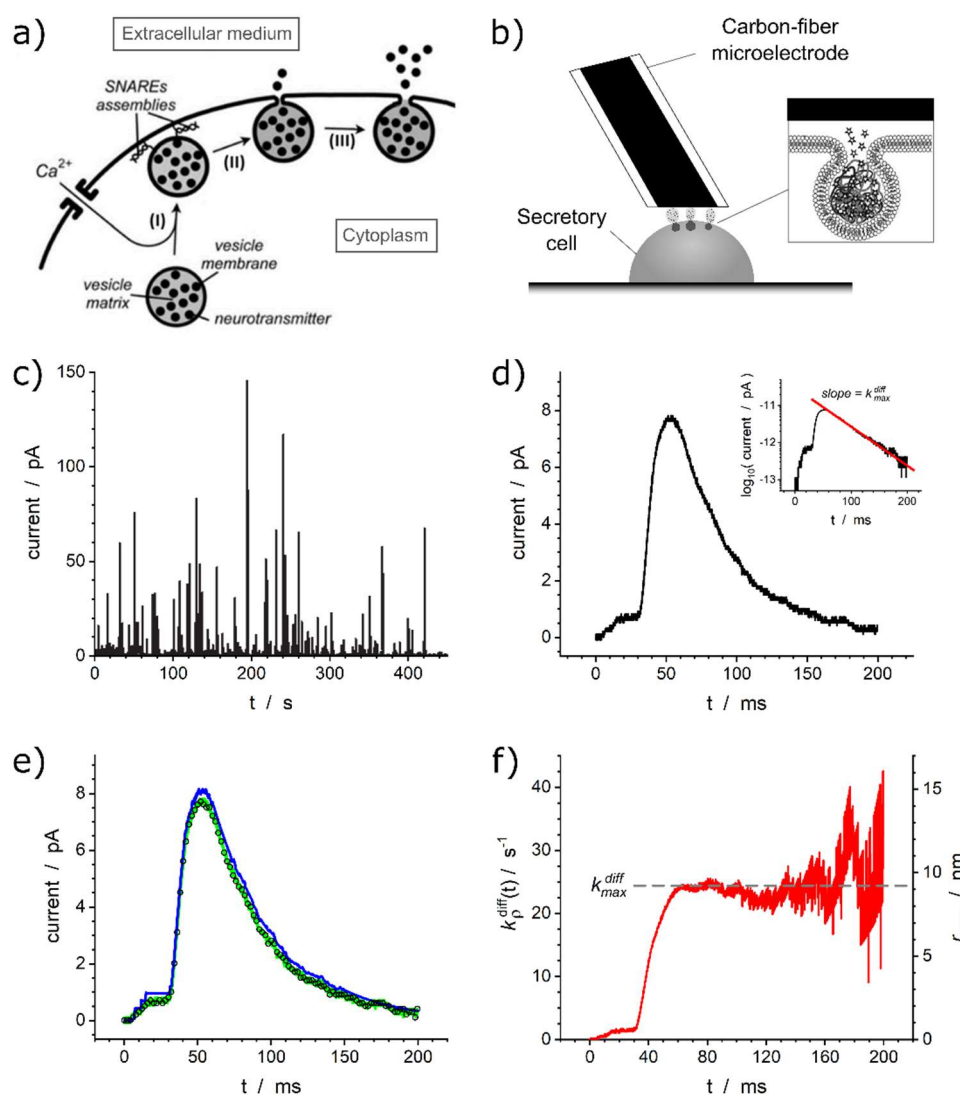 a)
Extracellular medium
SNAREs
assemblies
Ca2+
(I)
(II)
(III)
Cytoplasm
vesicle
membrane
vesicle
matrix
neurotransmitter
b)
Carbon-fiber
microelectrode
Secretory
cell
c)
current / pA
150
100
50
0
0 100 200 300 400
t / s
d)
current / pA
8
6
4
2
0
0 50 100 150 200
t / ms
log10( current / pA)
slope = kmax diff
-11
-12
-13
0 100 200
t / ms
e)
current / pA
8
6
4
2
0
0 50 100 150 200
t / ms
f)
kρ diff(t) / s-1
40
30
20
10
0
kmax diff
15
10
5
0
/ nm
0 40 80 120 160 200
t / ms